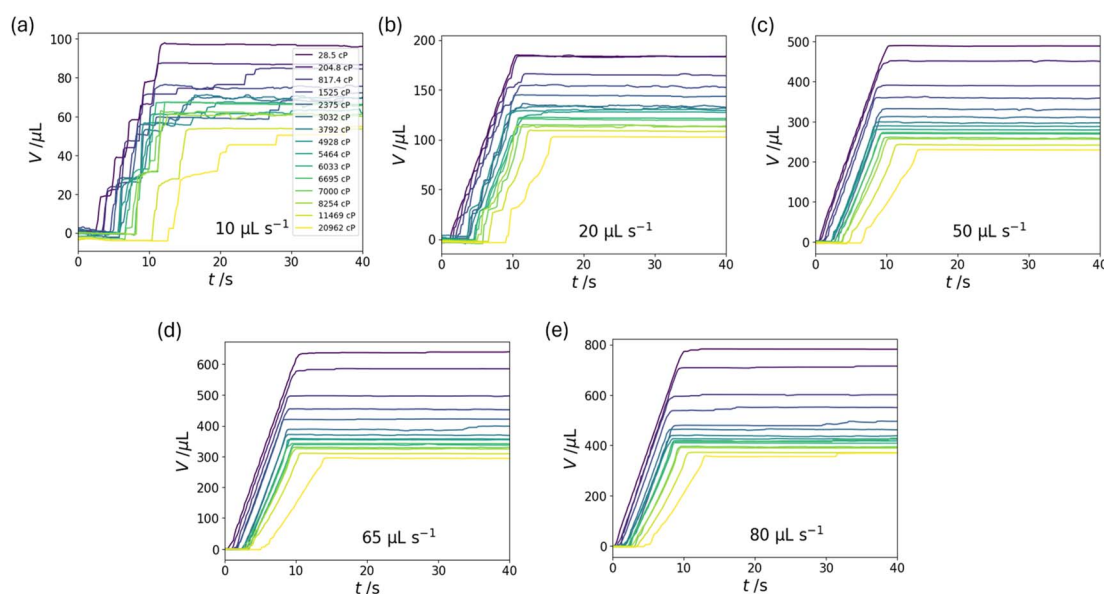 (a)
100
80
60
40
20
0
V /µL
0 10 20 30 40
t /s
28.5 cP
204.8 cP
817.4 cP
1525 cP
2375 cP
3032 cP
3792 cP
4928 cP
5464 cP
6033 cP
6695 cP
7000 cP
8254 cP
11469 cP
20962 cP
10 µL s⁻¹
(b)
200
150
100
50
0
V /µL
0 10 20 30 40
t /s
20 µL s⁻¹
(c)
500
400
300
200
100
0
V /µL
0 10 20 30 40
t /s
50 µL s⁻¹
(d)
600
500
400
300
200
100
0
V /µL
0 10 20 30 40
t /s
65 µL s⁻¹
(e)
800
600
400
200
0
V /µL
0 10 20 30 40
t /s
80 µL s⁻¹